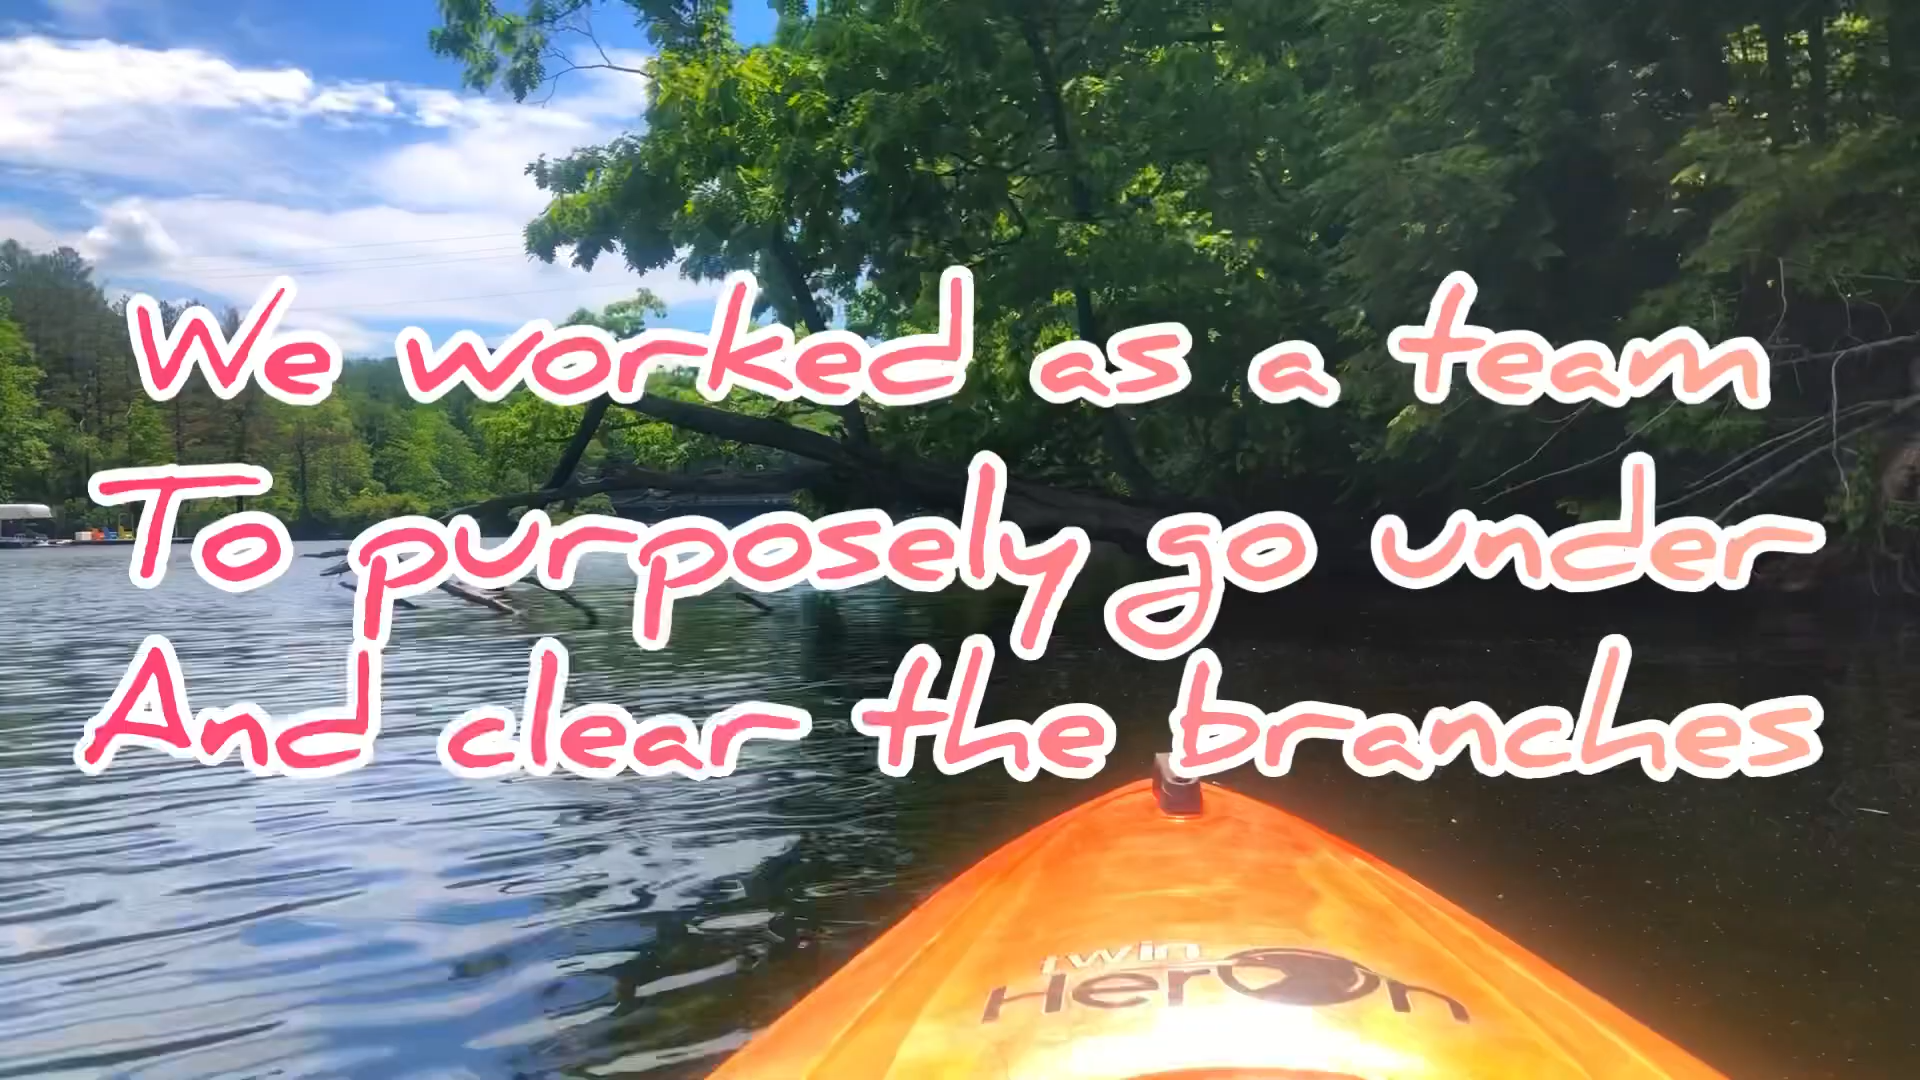 We worked as a team
To purposely go under
And clear the branches
twin
Heron